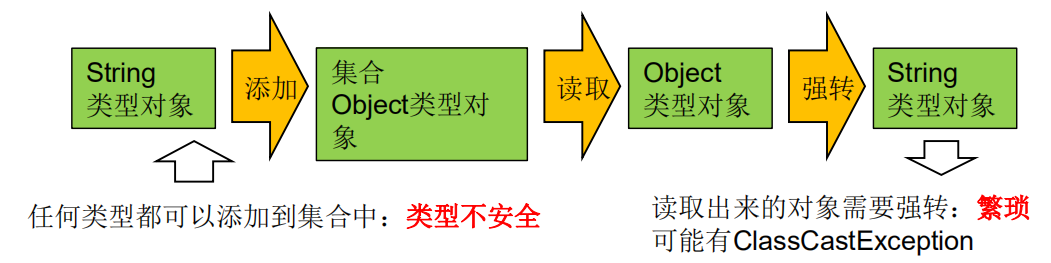 String
类型对象
添加
集合
Object类型对
象
读取
Object
类型对象
强转
String
类型对象
任何类型都可以添加到集合中：类型不安全
读取出来的对象需要强转：繁琐
可能有ClassCastException